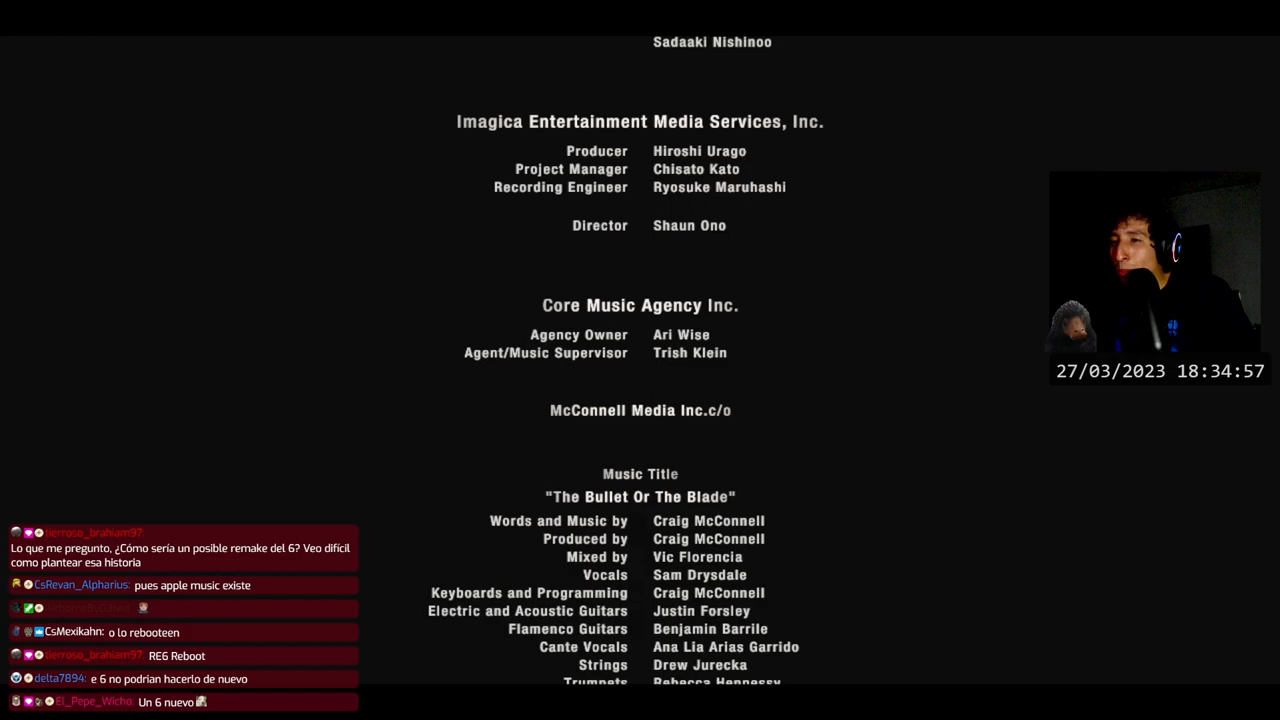 Sadaaki Nishinoo
Imagica Entertainment Media Services, Inc.
Producer Hiroshi Urago
Project Manager Chisato Kato
Recording Engineer Ryosuke Maruhashi
Director Shaun Ono
Core Music Agency Inc.
Agency Owner Ari Wise
Agent/Music Supervisor Trish Klein
McConnell Media Inc.c/o
Music Title
"The Bullet Or The Blade"
Words and Music by Craig McConnell
Produced by Craig McConnell
Mixed by Vic Florencia
Vocals Sam Drysdale
Keyboards and Programming Craig McConnell
Electric and Acoustic Guitars Justin Forsley
Flamenco Guitars Benjamin Barrile
Cante Vocals Ana Lia Arias Garrido
Strings Drew Jurecka
Trumpets Rebecca Hennessy
27/03/2023 18:34:57
tierroso_brahiam97:
Lo que me pregunto, ¿Cómo sería un posible remake del 6? Veo difícil
como plantear esa historia
CsRevan_Alpharius: pues apple music existe
CsMexikahn: o lo rebooteen
tierroso_brahiam97: RE6 Reboot
delta7894: e 6 no podrian hacerlo de nuevo
El_Pepe_Wicho: Un 6 nuevo